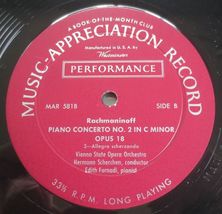 A BOOK-OF-THE-MONTH-CLUB
MUSIC-APPRECIATION RECORD
Manufactured in U. S. A. by
Westminster
PERFORMANCE
MAR 5818
SIDE B
Rachmaninoff
PIANO CONCERTO NO. 2 IN C MINOR
OPUS 18
3—Allegro scherzando
Vienna State Opera Orchestra
Hermann Scherchen, conductor
Edith Farnadi, pianist
33⅓ R.P.M. LONG PLAYING